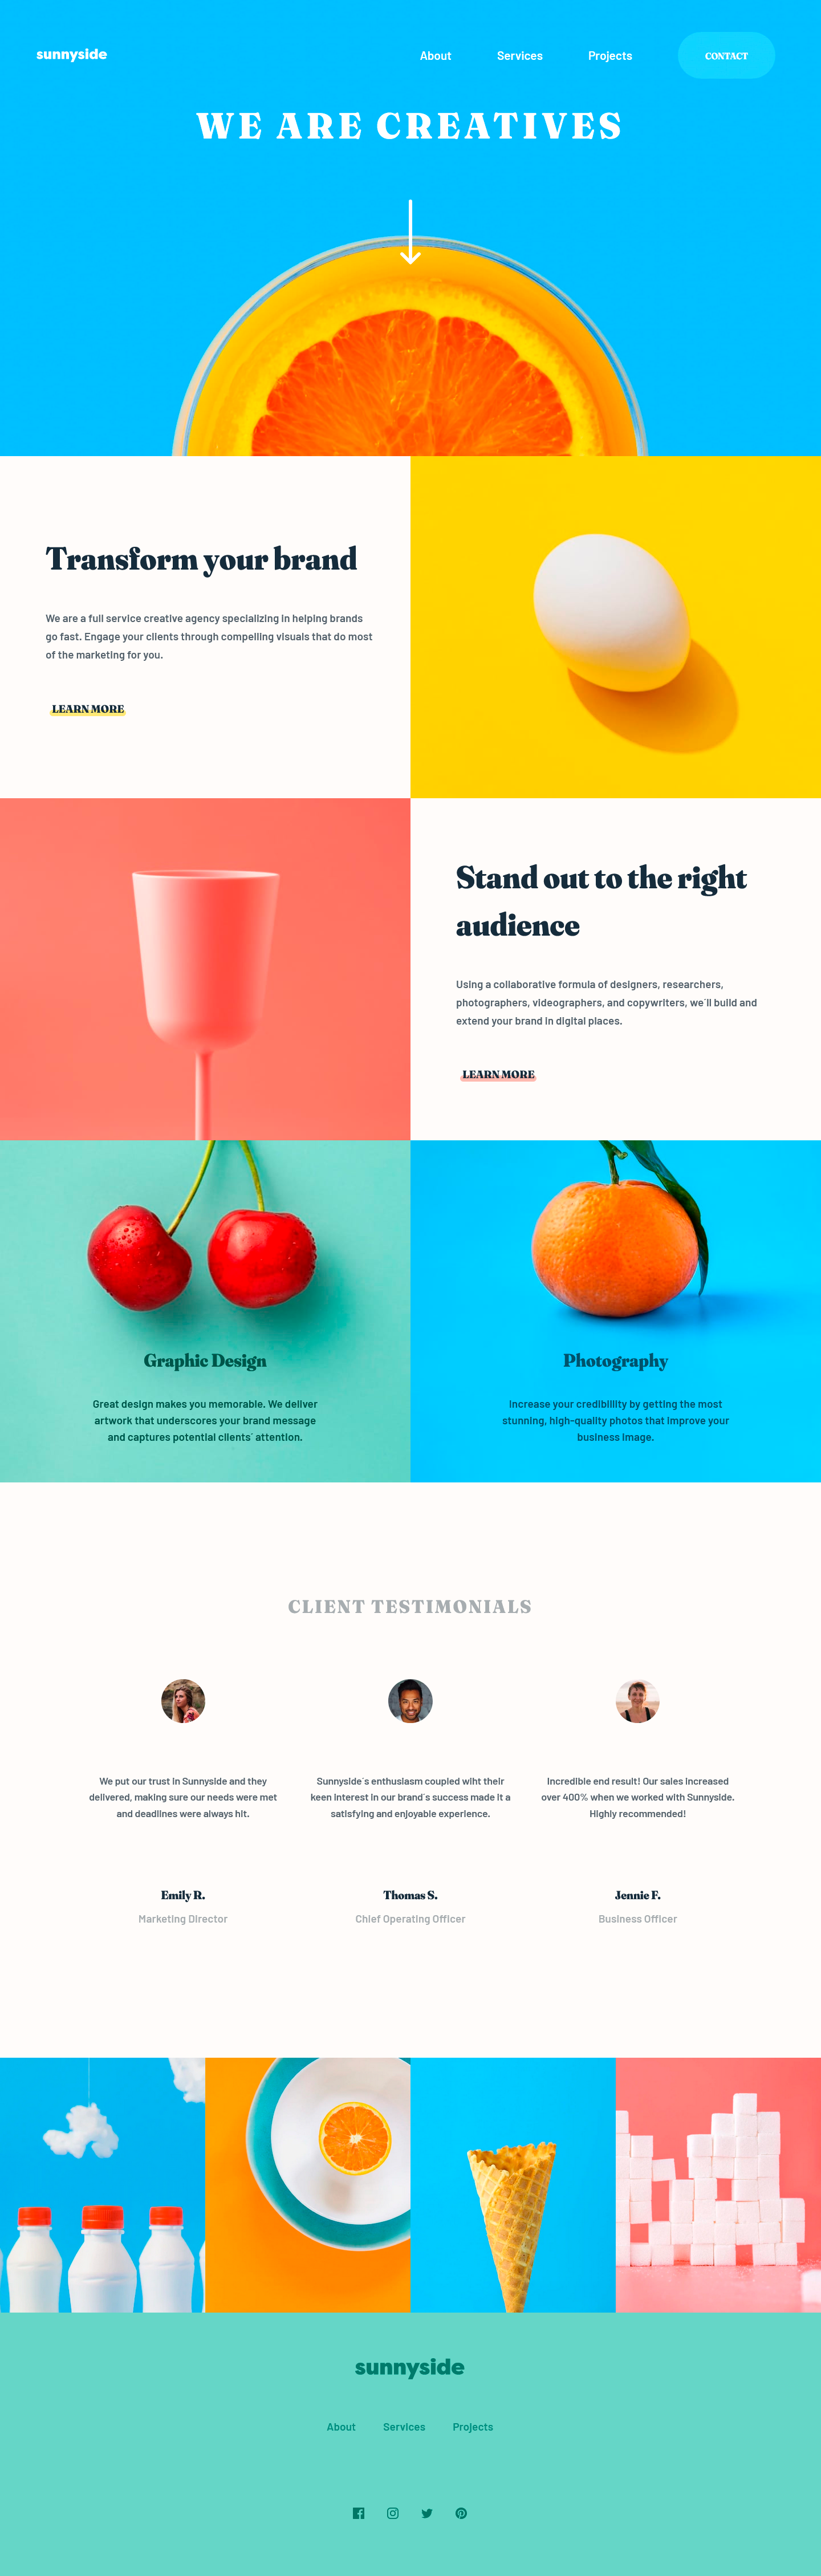 sunnyside
About Services Projects CONTACT
WE ARE CREATIVES
Transform your brand
We are a full service creative agency specializing in helping brands
go fast. Engage your clients through compelling visuals that do most
of the marketing for you.
LEARN MORE
Stand out to the right
audience
Using a collaborative formula of designers, researchers,
photographers, videographers, and copywriters, we´ll build and
extend your brand in digital places.
LEARN MORE
Graphic Design
Great design makes you memorable. We deliver
artwork that underscores your brand message
and captures potential clients´ attention.
Photography
Increase your credibility by getting the most
stunning, high-quality photos that improve your
business image.
CLIENT TESTIMONIALS
We put our trust in Sunnyside and they
delivered, making sure our needs were met
and deadlines were always hit.
Emily R.
Marketing Director
Sunnyside´s enthusiasm coupled wiht their
keen interest in our brand´s success made it a
satisfying and enjoyable experience.
Thomas S.
Chief Operating Officer
Incredible end result! Our sales increased
over 400% when we worked with Sunnyside.
Highly recommended!
Jennie F.
Business Officer
sunnyside
About Services Projects